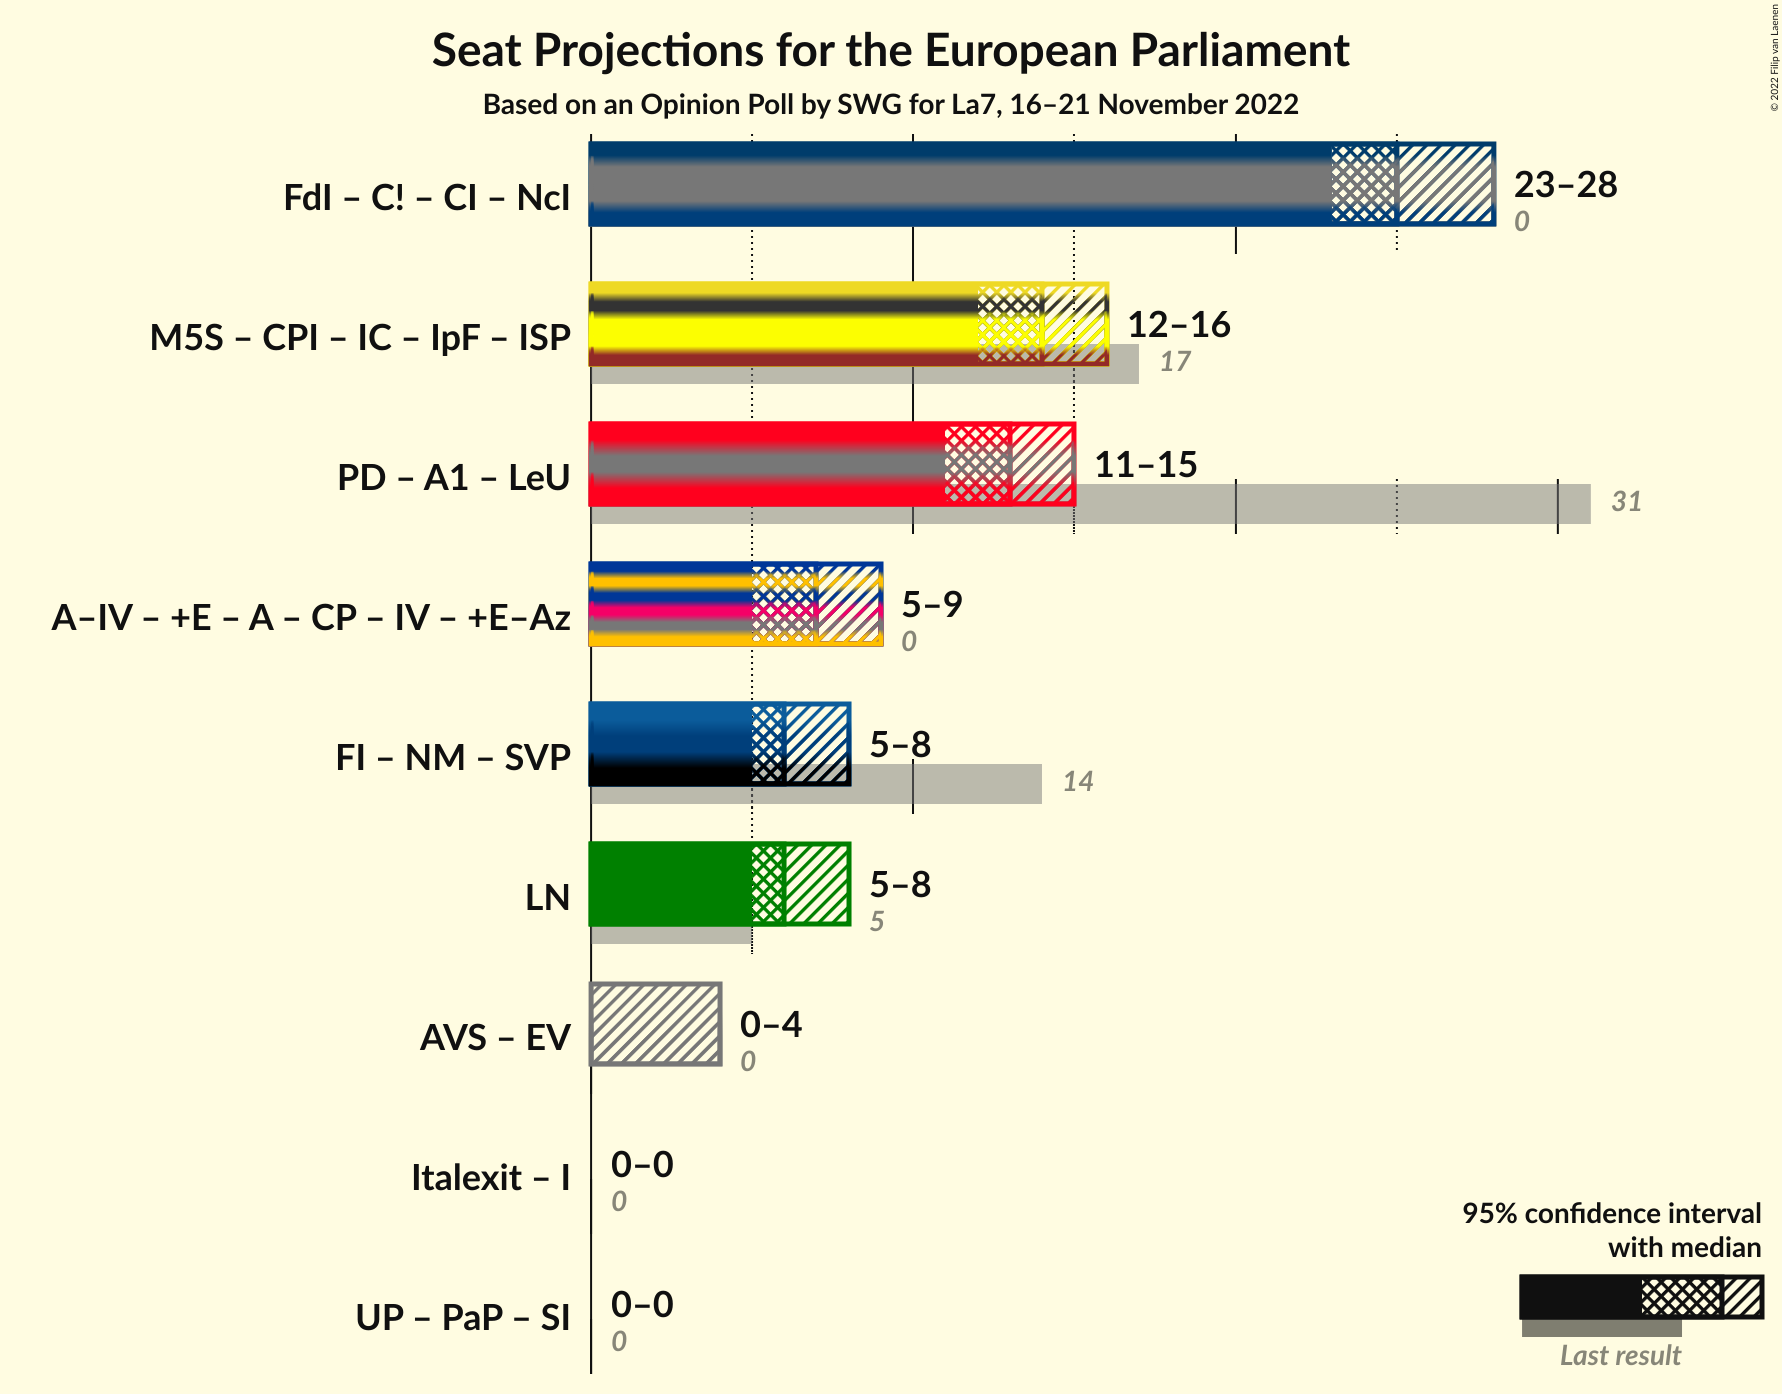 Seat Projections for the European Parliament
Based on an Opinion Poll by SWG for La7, 16–21 November 2022
© 2022 Filip van Laenen
FdI – C! – CI – NcI
23–28
0
M5S – CPI – IC – IpF – ISP
12–16
17
PD – A1 – LeU
11–15
31
A–IV – +E – A – CP – IV – +E–Az
5–9
0
FI – NM – SVP
5–8
14
LN
5–8
5
AVS – EV
0–4
0
Italexit – I
0–0
0
UP – PaP – SI
0–0
0
95% confidence interval
with median
Last result